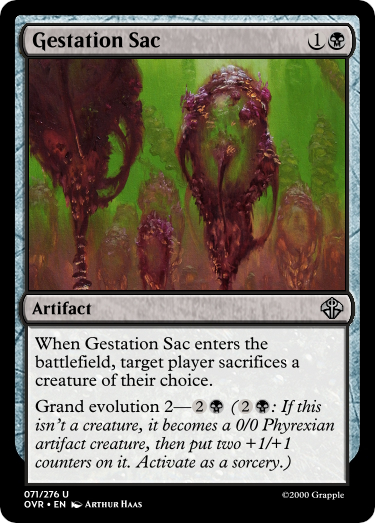 Gestation Sac 1
Artifact
When Gestation Sac enters the
battlefield, target player sacrifices a
creature of their choice.
Grand evolution 2—2 (2: If this
isn't a creature, it becomes a 0/0 Phyrexian
artifact creature, then put two +1/+1
counters on it. Activate as a sorcery.)
071/276 U
OVR • EN Arthur Haas
©2000 Grapple